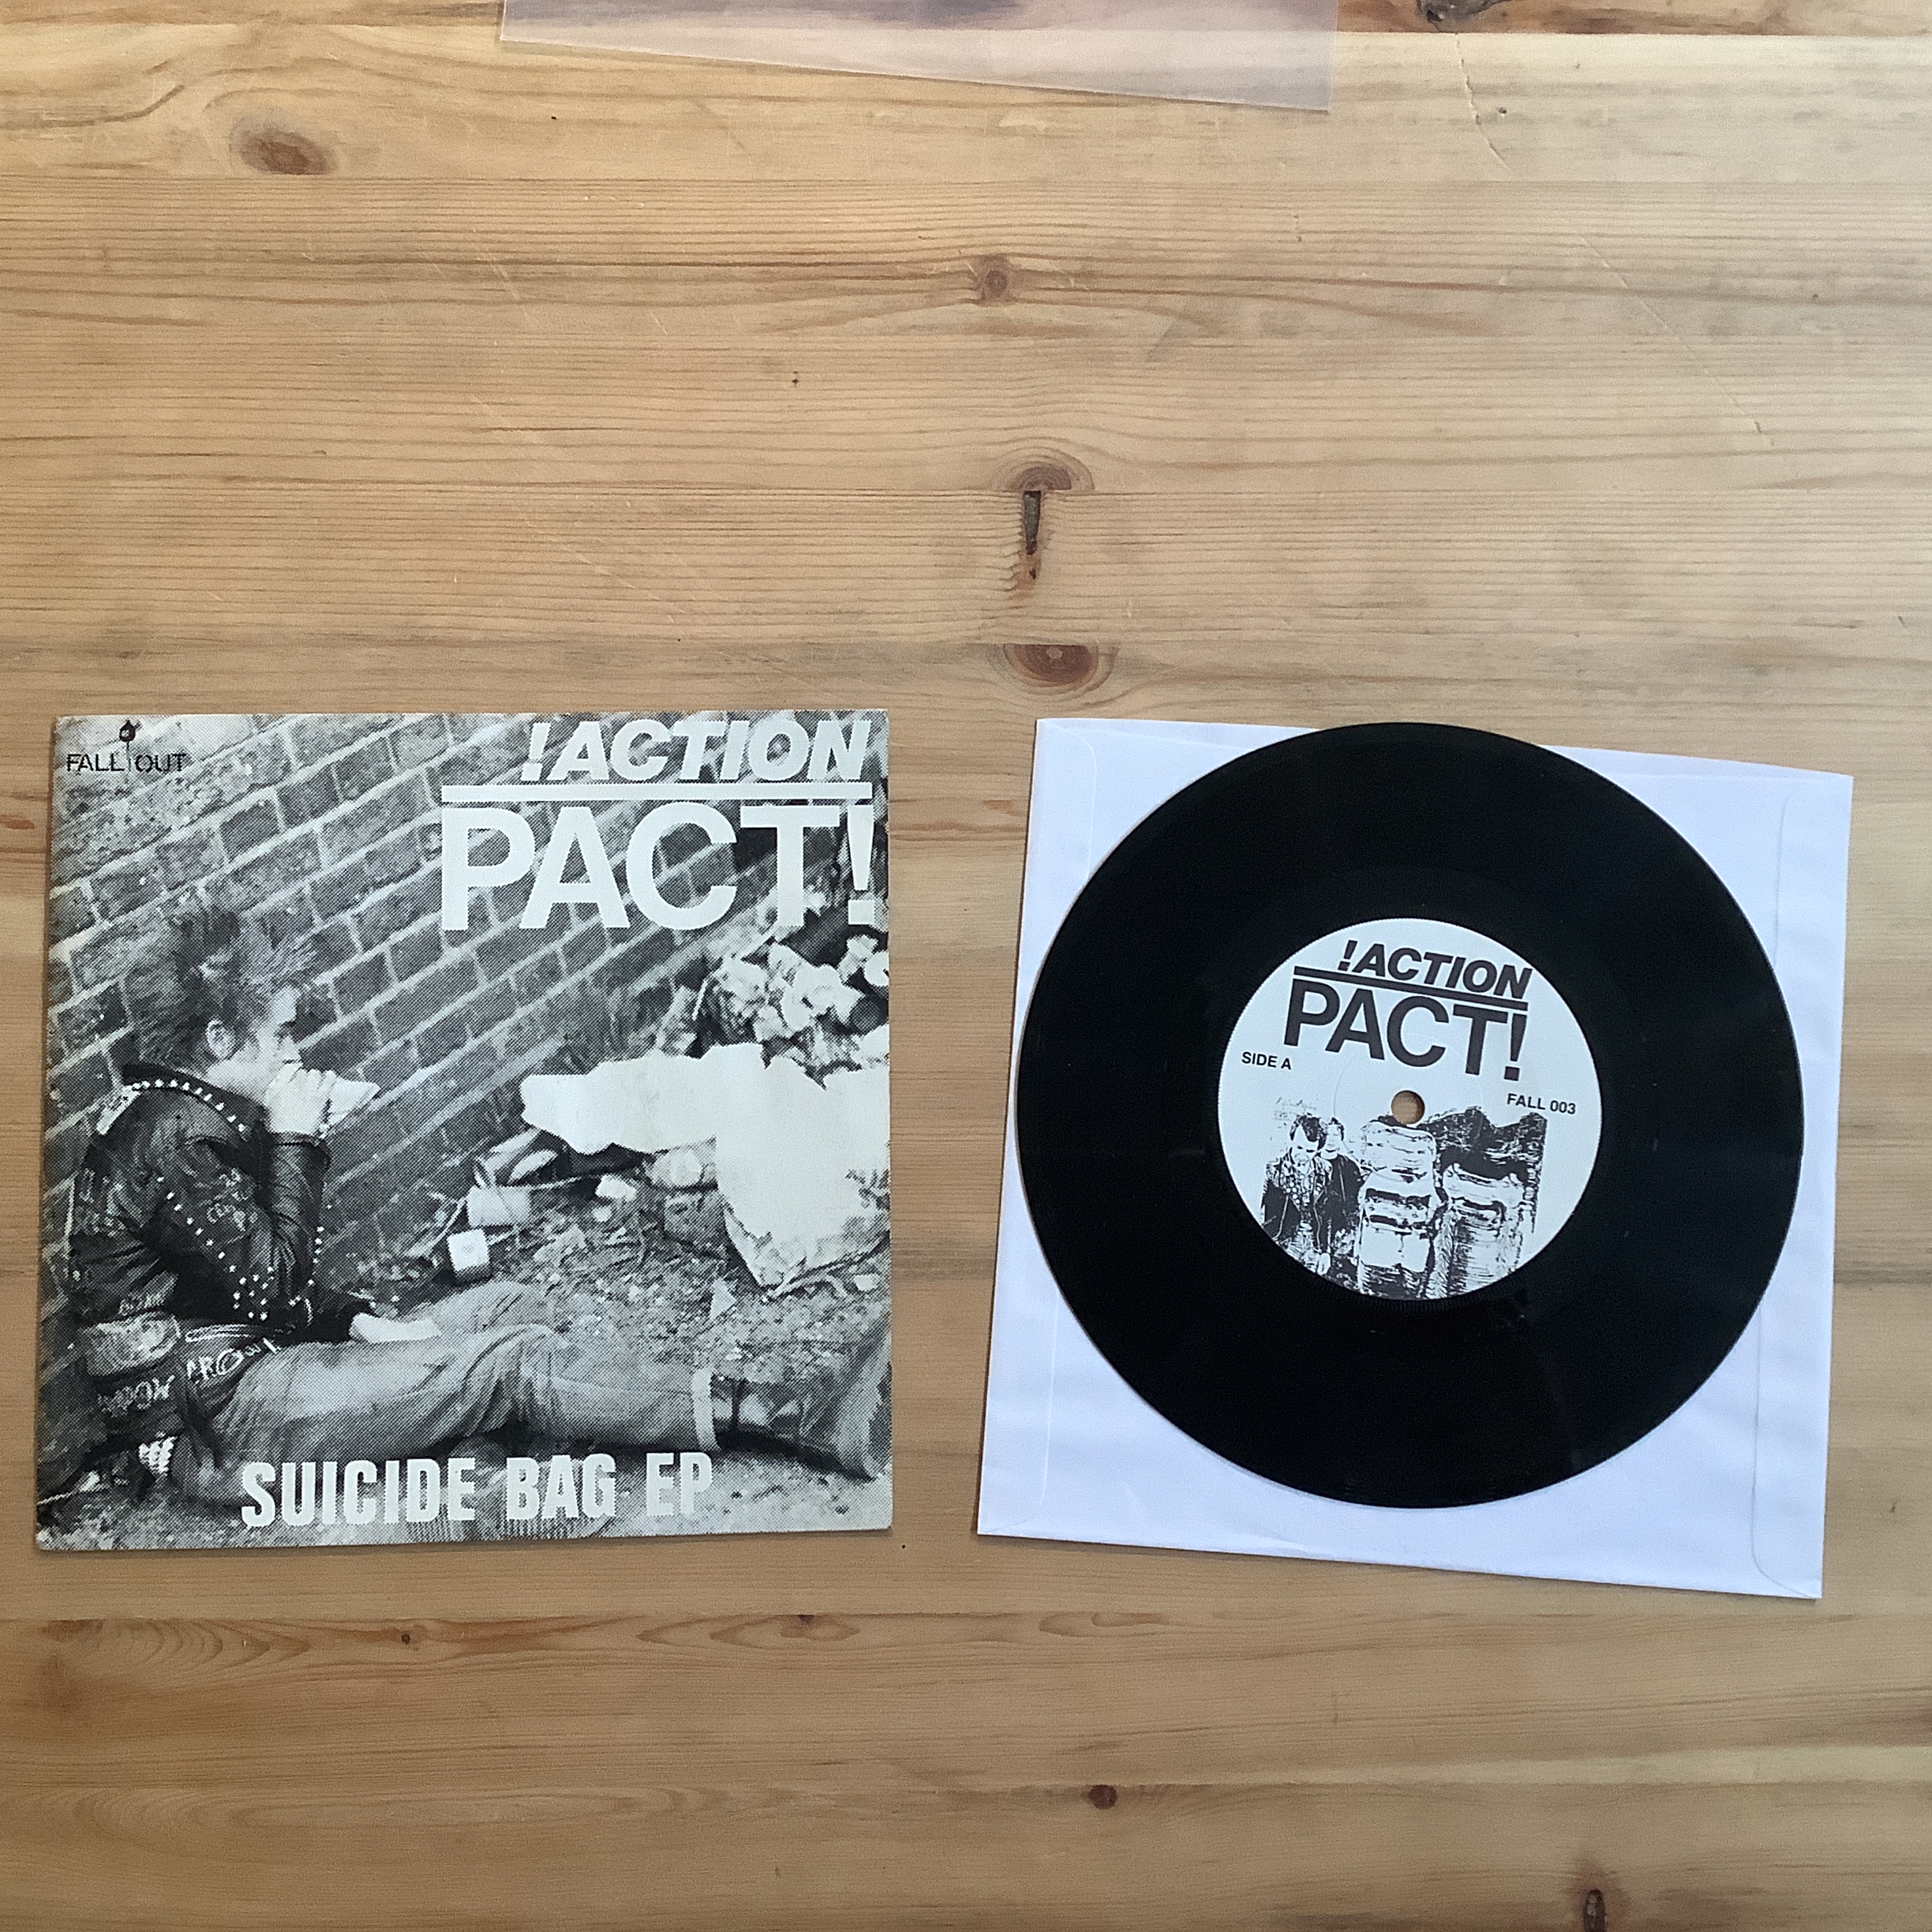 FALL OUT
!ACTION
PACT!
SUICIDE BAG EP
!ACTION
PACT!
SIDE A
FALL 003